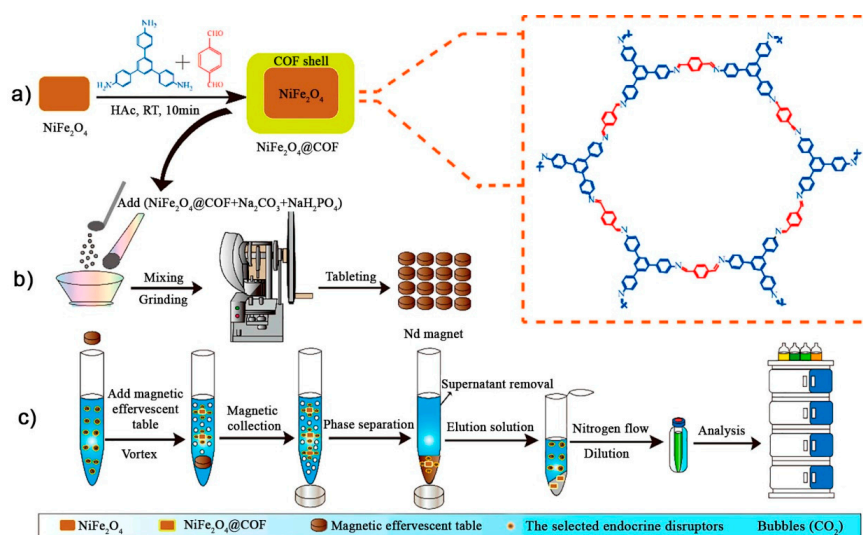 a)
NH₂
H₂N
NH₂
+
CHO
CHO
HAc, RT, 10min
NiFe₂O₄
COF shell
NiFe₂O₄
NiFe₂O₄@COF
Add (NiFe₂O₄@COF+Na₂CO₃+NaH₂PO₄)
b)
Mixing
Grinding
Tableting
c)
Add magnetic
effervescent
table
Vortex
Magnetic
collection
Phase separation
Nd magnet
Supernatant removal
Elution solution
Nitrogen flow
Dilution
Analysis
NiFe₂O₄
NiFe₂O₄@COF
Magnetic effervescent table
The selected endocrine disruptors
Bubbles (CO₂)